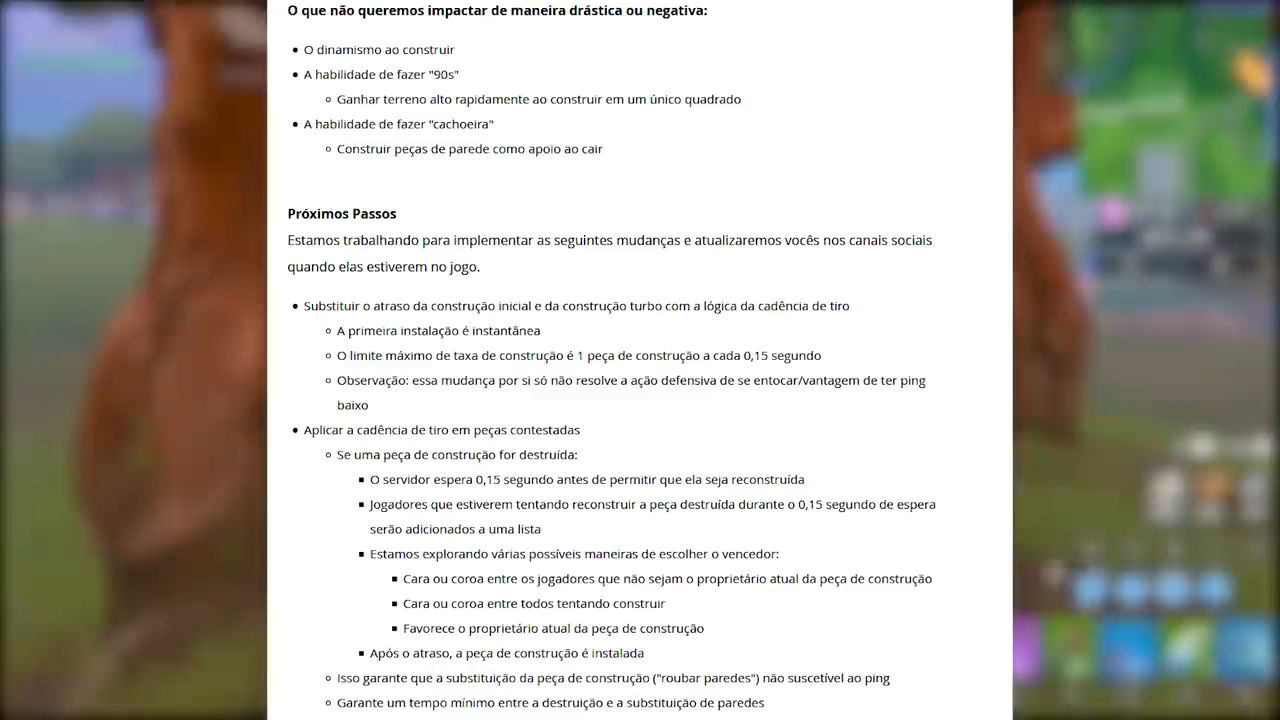 O que não queremos impactar de maneira drástica ou negativa:
O dinamismo ao construir
A habilidade de fazer "90s"
Ganhar terreno alto rapidamente ao construir em um único quadrado
A habilidade de fazer "cachoeira"
Construir peças de parede como apoio ao cair
Próximos Passos
Estamos trabalhando para implementar as seguintes mudanças e atualizaremos vocês nos canais sociais
quando elas estiverem no jogo.
Substituir o atraso da construção inicial e da construção turbo com a lógica da cadência de tiro
A primeira instalação é instantânea
O limite máximo de taxa de construção é 1 peça de construção a cada 0,15 segundo
Observação: essa mudança por si só não resolve a ação defensiva de se entocar/vantagem de ter ping
baixo
Aplicar a cadência de tiro em peças contestadas
Se uma peça de construção for destruída:
O servidor espera 0,15 segundo antes de permitir que ela seja reconstruída
Jogadores que estiverem tentando reconstruir a peça destruída durante o 0,15 segundo de espera
serão adicionados a uma lista
Estamos explorando várias possíveis maneiras de escolher o vencedor:
Cara ou coroa entre os jogadores que não sejam o proprietário atual da peça de construção
Cara ou coroa entre todos tentando construir
Favorece o proprietário atual da peça de construção
Após o atraso, a peça de construção é instalada
Isso garante que a substituição da peça de construção ("roubar paredes") não suscetível ao ping
Garante um tempo mínimo entre a destruição e a substituição de paredes